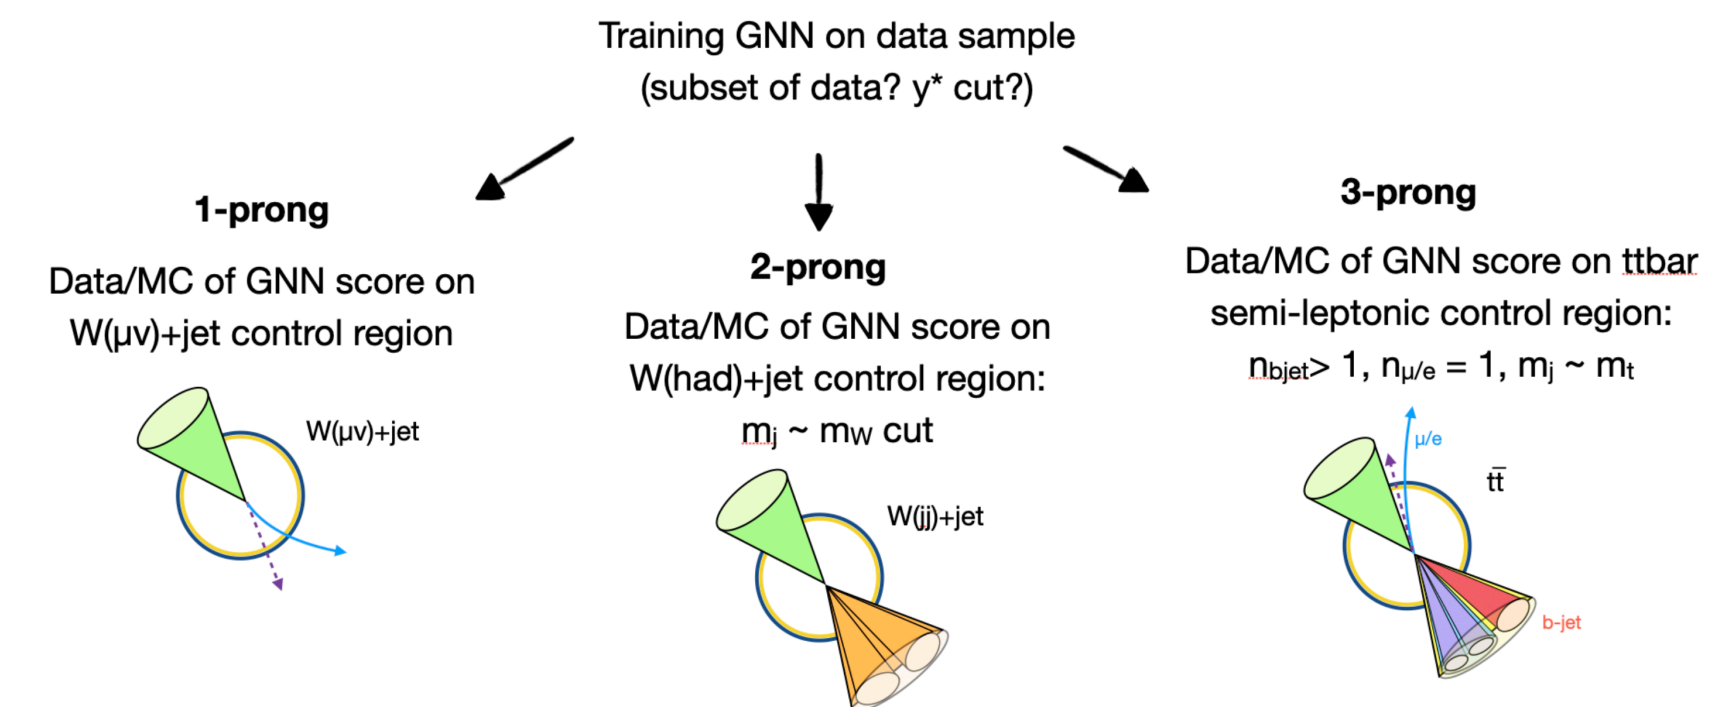 Training GNN on data sample
(subset of data? y* cut?)
1-prong
Data/MC of GNN score on
W(μν)+jet control region
W(μν)+jet
2-prong
Data/MC of GNN score on
W(had)+jet control region:
mj ~ mW cut
W(jj)+jet
3-prong
Data/MC of GNN score on ttbar
semi-leptonic control region:
nbjet> 1, nμ/e = 1, mj ~ mt
μ/e
tt̄
b-jet